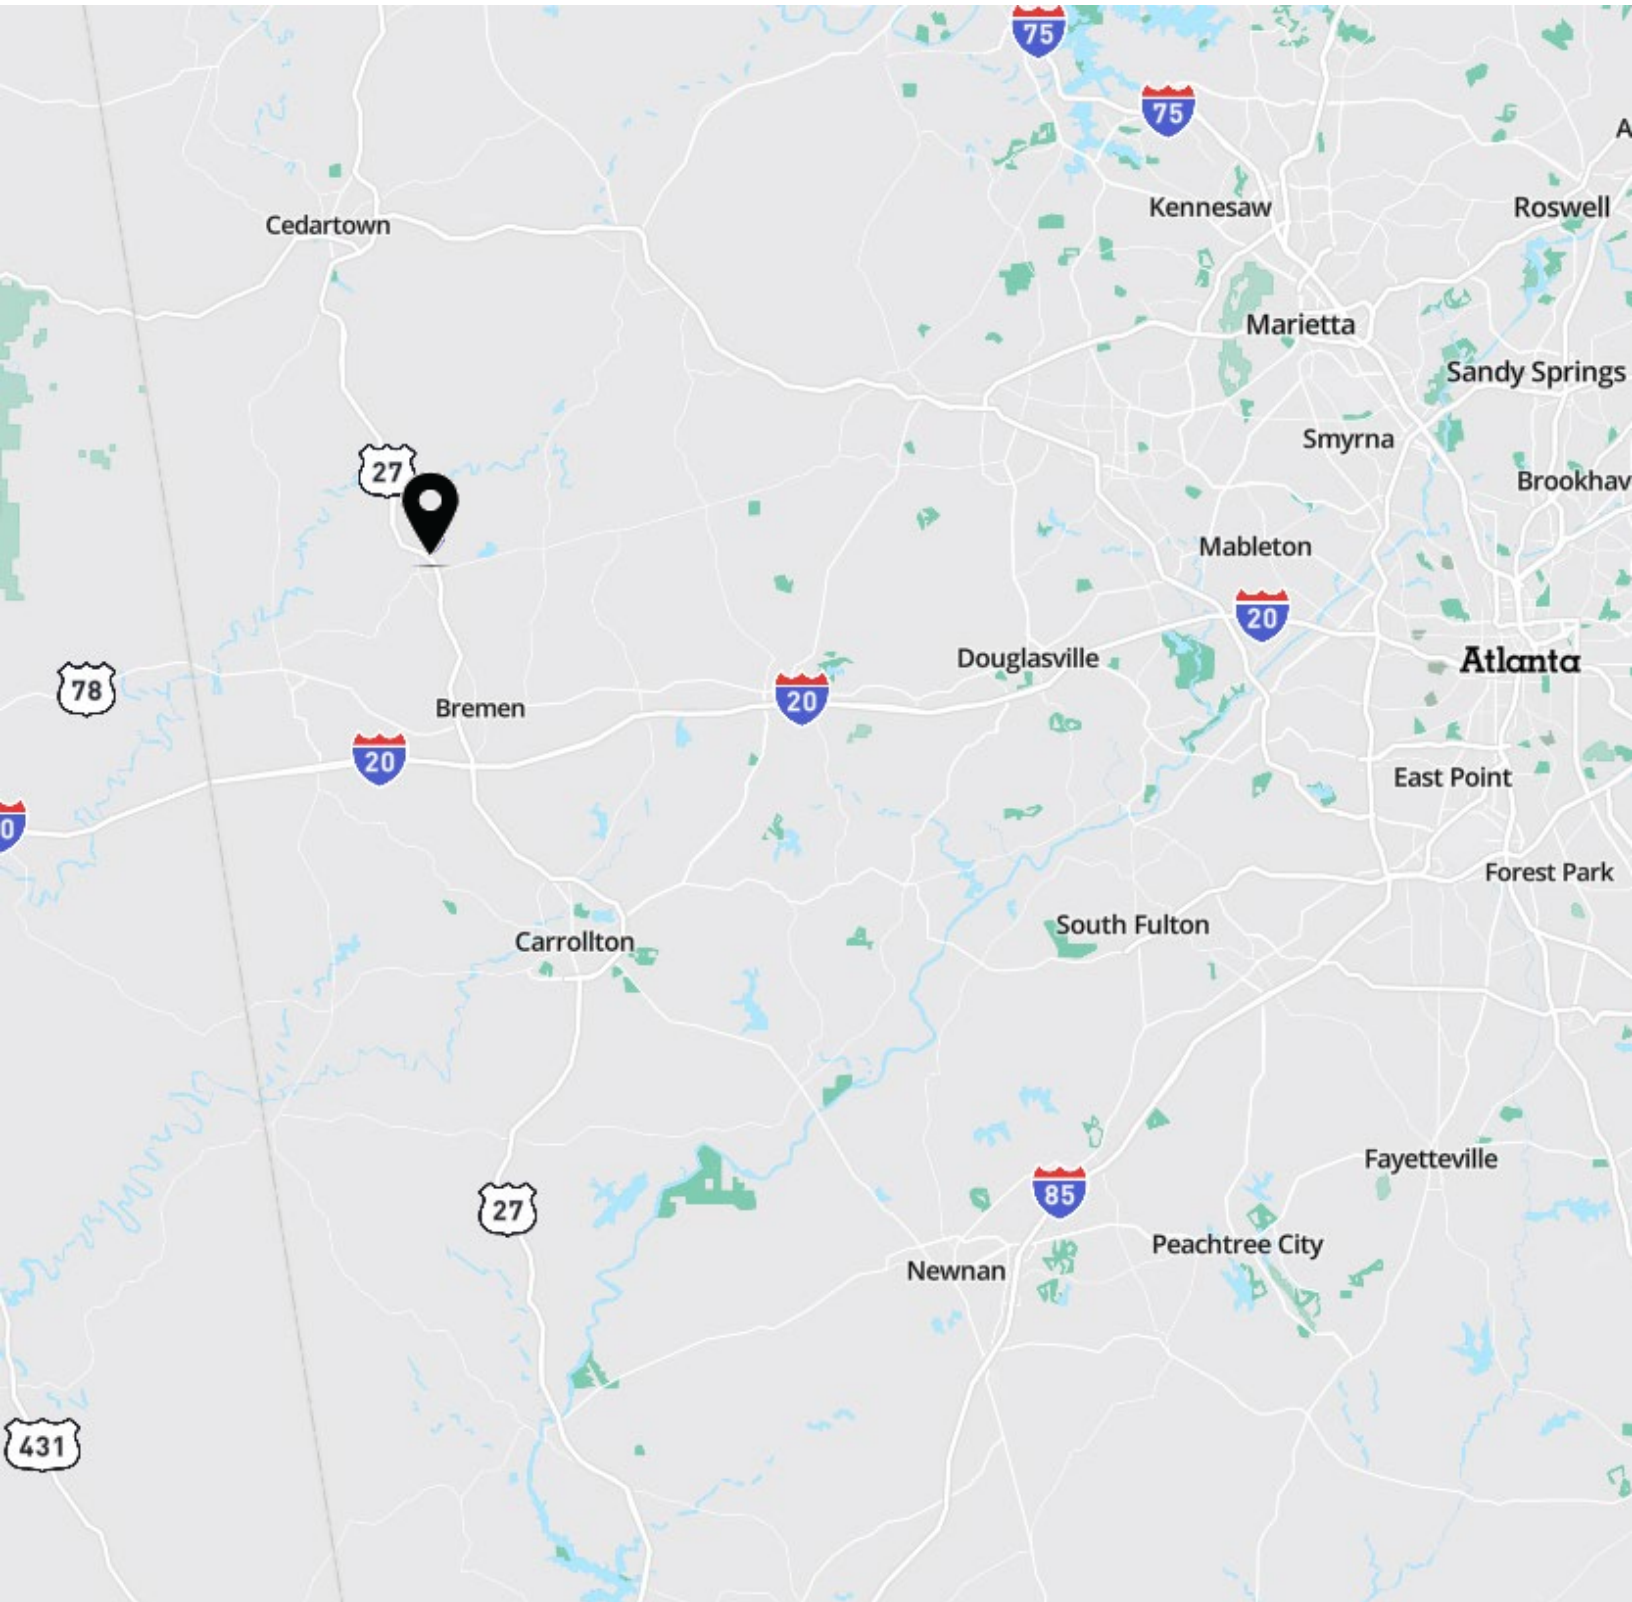 75
75
A
Kennesaw
Roswell
Cedartown
Marietta
Sandy Springs
Smyrna
27
Brookhav
Mableton
20
Douglasville
Atlanta
78
20
Bremen
20
East Point
0
Forest Park
South Fulton
Carrollton
Fayetteville
85
27
Peachtree City
Newnan
431